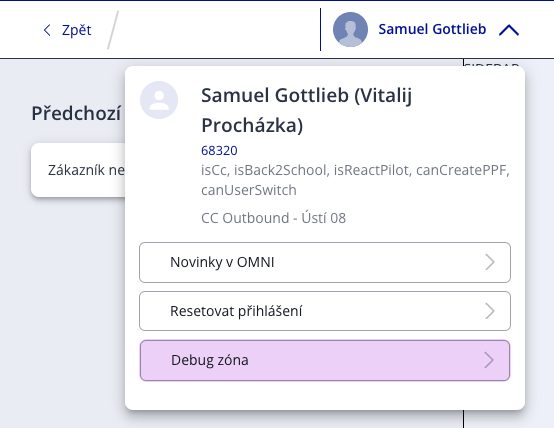 Zpět
Samuel Gottlieb
Předchozí
Zákazník ne
Samuel Gottlieb (Vitalij
Procházka)
68320
isCc, isBack2School, isReactPilot, canCreatePPF,
canUserSwitch
CC Outbound - Ústí 08
Novinky v OMNI
Resetovat přihlášení
Debug zóna